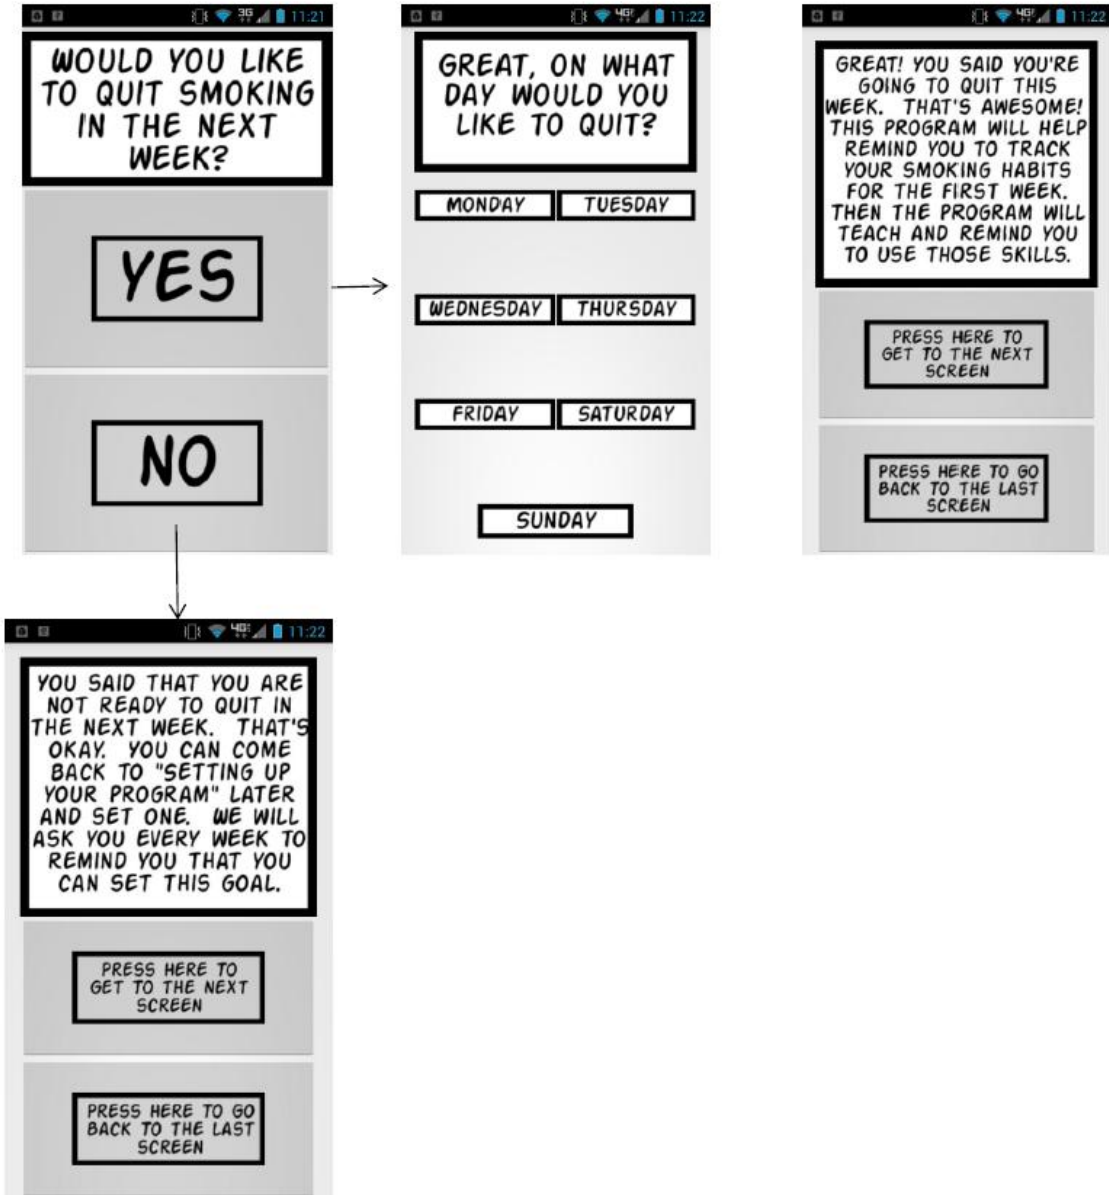 3G 11:21
WOULD YOU LIKE
TO QUIT SMOKING
IN THE NEXT
WEEK?
YES
NO
4G 11:22
GREAT, ON WHAT
DAY WOULD YOU
LIKE TO QUIT?
MONDAY TUESDAY
WEDNESDAY THURSDAY
FRIDAY SATURDAY
SUNDAY
4G 11:22
GREAT! YOU SAID YOU'RE
GOING TO QUIT THIS
WEEK. THAT'S AWESOME!
THIS PROGRAM WILL HELP
REMIND YOU TO TRACK
YOUR SMOKING HABITS
FOR THE FIRST WEEK.
THEN THE PROGRAM WILL
TEACH AND REMIND YOU
TO USE THOSE SKILLS.
PRESS HERE TO
GET TO THE NEXT
SCREEN
PRESS HERE TO GO
BACK TO THE LAST
SCREEN
4G 11:22
YOU SAID THAT YOU ARE
NOT READY TO QUIT IN
THE NEXT WEEK. THAT'S
OKAY. YOU CAN COME
BACK TO "SETTING UP
YOUR PROGRAM" LATER
AND SET ONE. WE WILL
ASK YOU EVERY WEEK TO
REMIND YOU THAT YOU
CAN SET THIS GOAL.
PRESS HERE TO
GET TO THE NEXT
SCREEN
PRESS HERE TO GO
BACK TO THE LAST
SCREEN